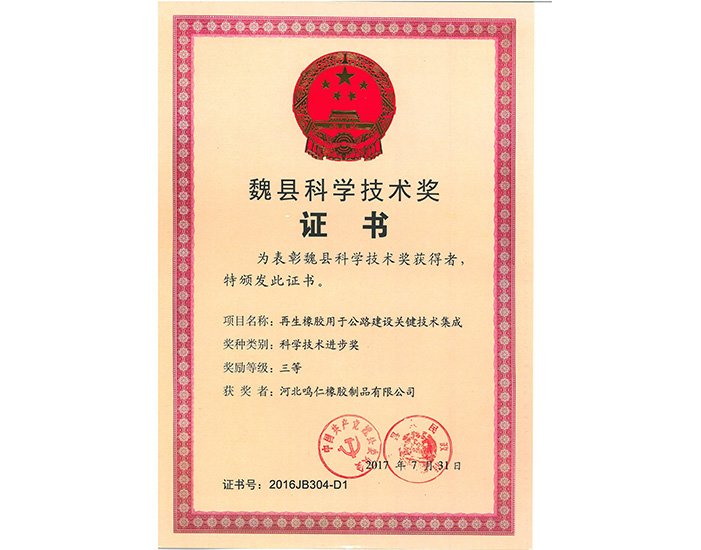 魏县科学技术奖
证 书
为表彰魏县科学技术奖获得者，
特颁发此证书。
项目名称：再生橡胶用于公路建设关键技术集成
奖种类别：科学技术进步奖
奖励等级：三等
获 奖 者：河北鸣仁橡胶制品有限公司
2017 年 7 月 31 日
证书号：2016JB304-D1